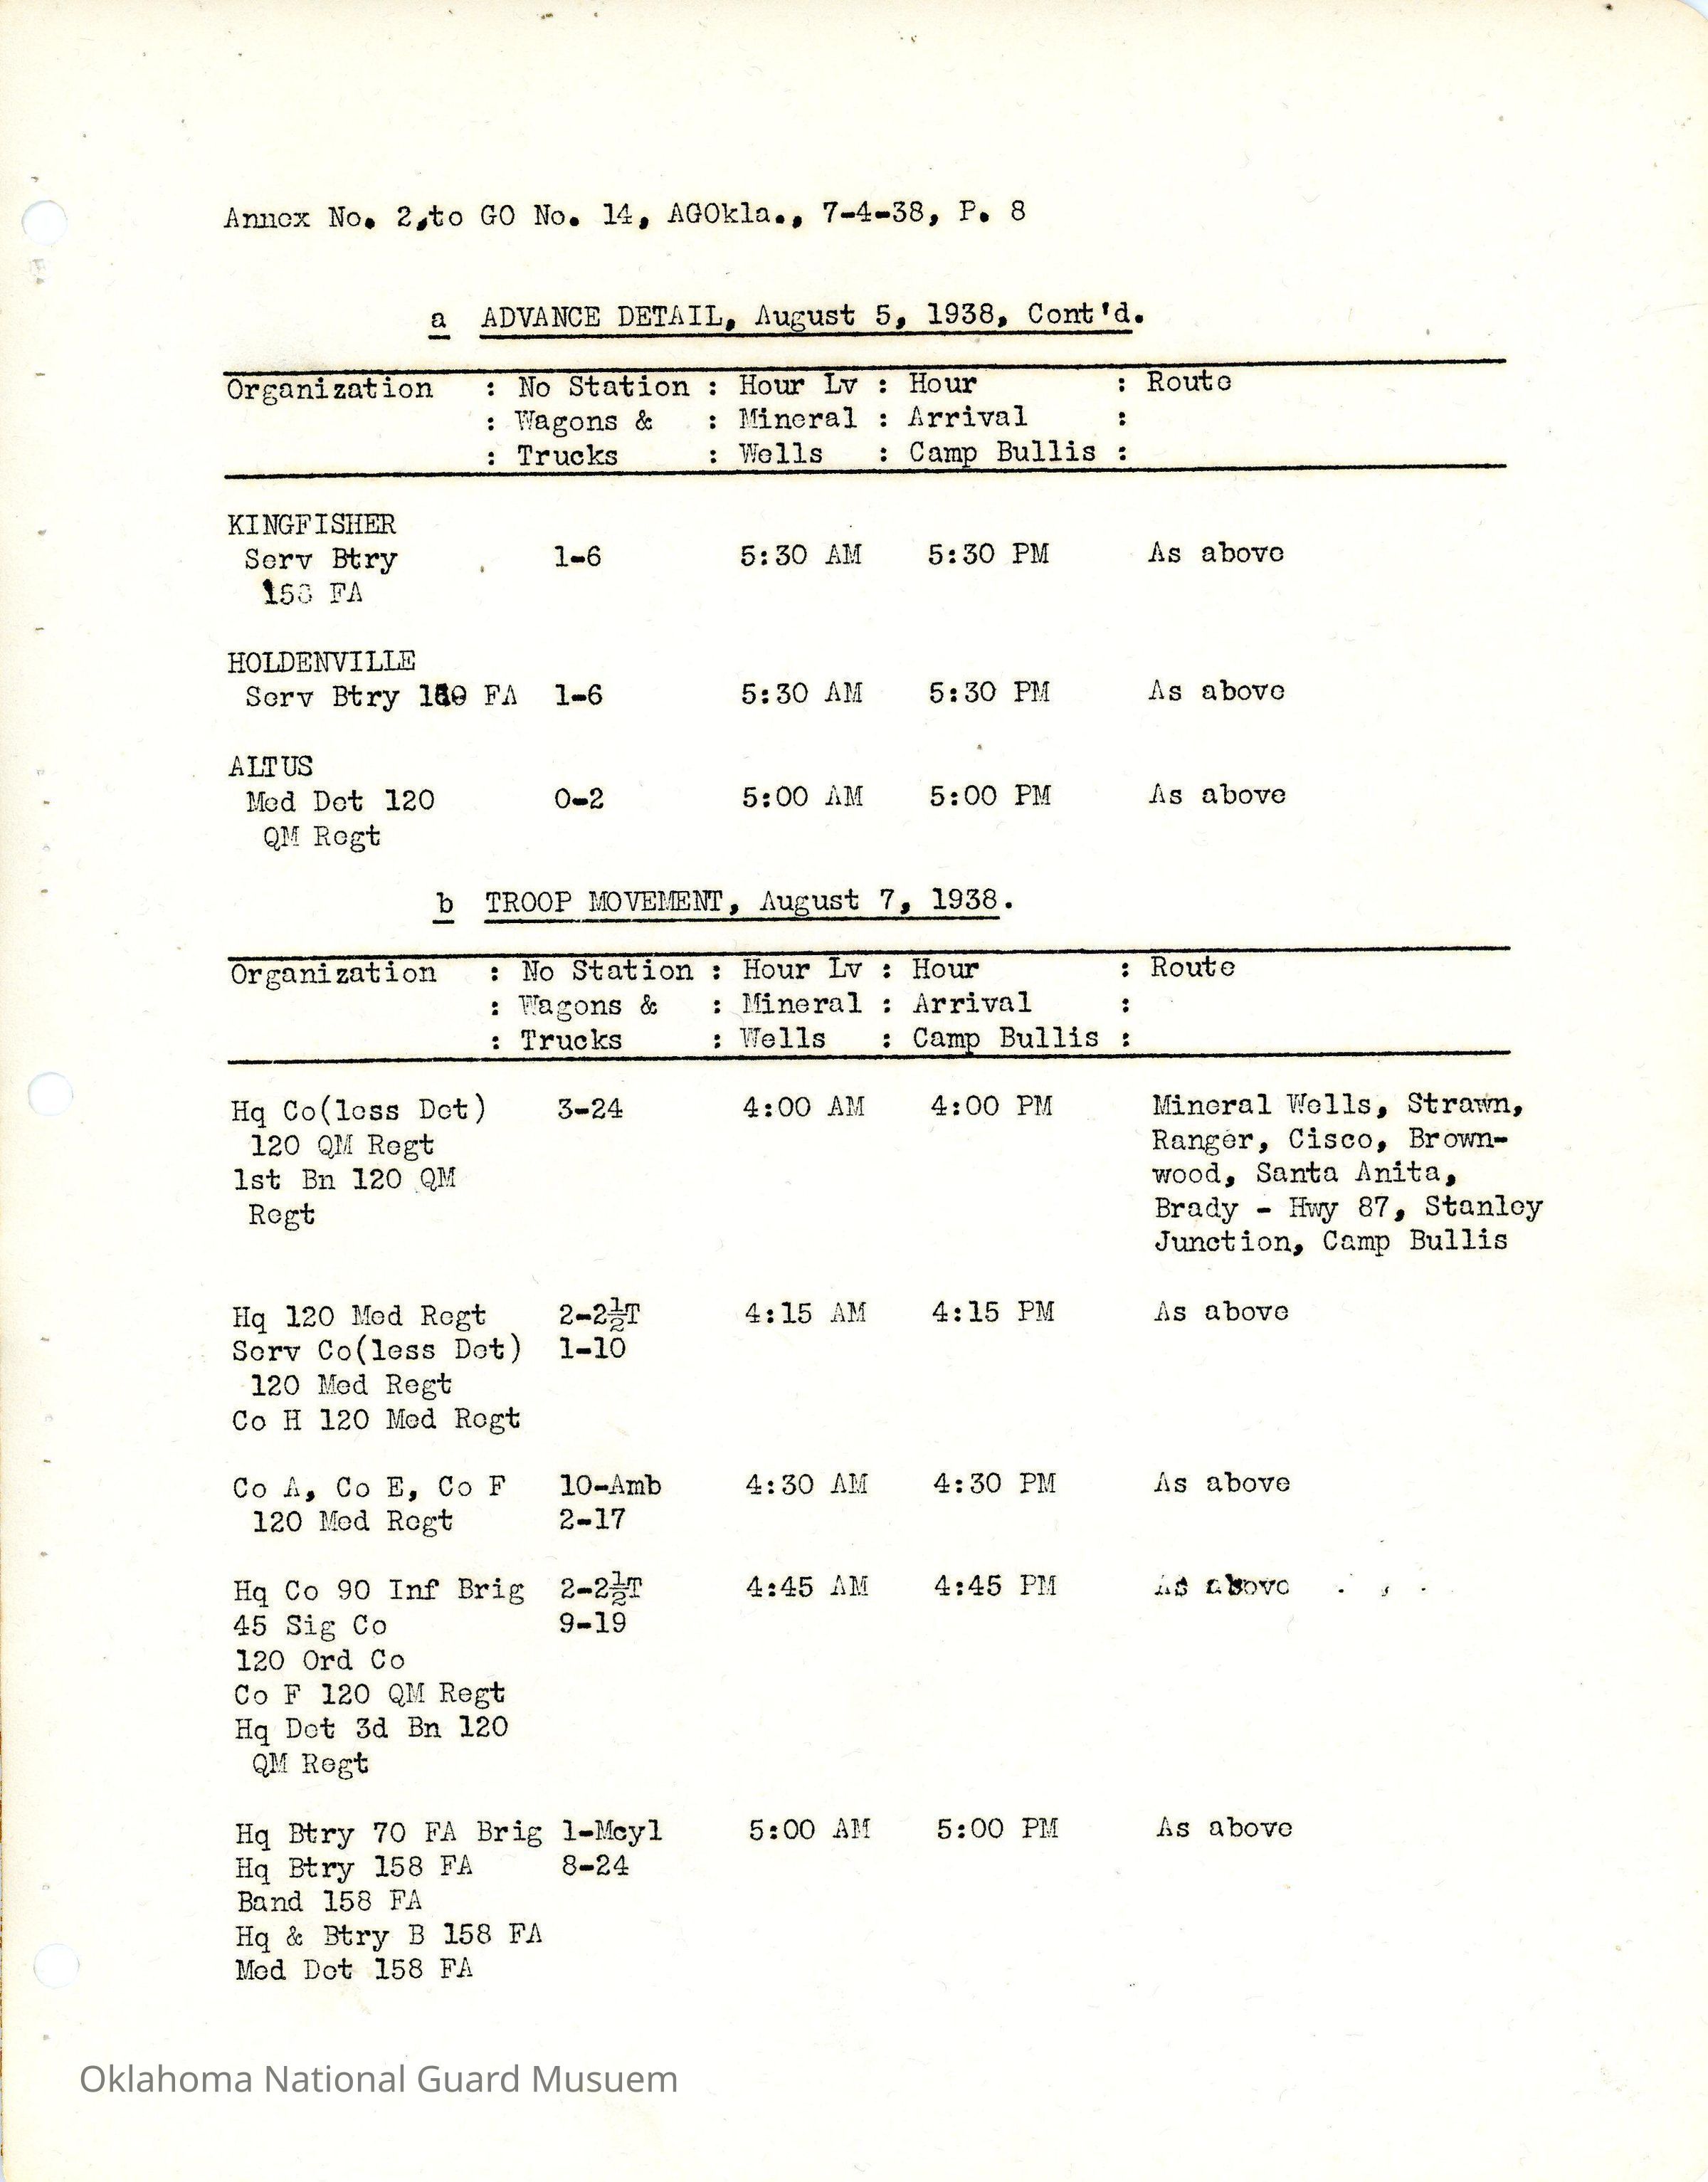 Annex No. 2,to GO No. 14, AGOkla., 7-4-38, P. 8
a ADVANCE DETAIL, August 5, 1938, Cont'd.
Organization : No Station : Hour Lv : Hour : Route
: Wagons & : Mineral : Arrival :
: Trucks : Wells : Camp Bullis :
KINGFISHER
Serv Btry 1-6 5:30 AM 5:30 PM As above
158 FA
HOLDENVILLE
Serv Btry FA 1-6 5:30 AM 5:30 PM As above
ALTUS
Med Det 120 0-2 5:00 AM 5:00 PM As above
QM Regt
b TROOP MOVEMENT, August 7, 1938.
Organization : No Station : Hour Lv : Hour : Route
: Wagons & : Mineral : Arrival :
: Trucks : Wells : Camp Bullis :
Hq Co(less Det) 3-24 4:00 AM 4:00 PM Mineral Wells, Strawn,
120 QM Regt Ranger, Cisco, Brown-
1st Bn 120 QM wood, Santa Anita,
Regt Brady - Hwy 87, Stanley
Junction, Camp Bullis
Hq 120 Med Regt 2-2½T 4:15 AM 4:15 PM As above
Serv Co(less Det) 1-10
120 Med Regt
Co H 120 Med Regt
Co A, Co E, Co F 10-Amb 4:30 AM 4:30 PM As above
120 Med Regt 2-17
Hq Co 90 Inf Brig 2-2½T 4:45 AM 4:45 PM As above
45 Sig Co 9-19
120 Ord Co
Co F 120 QM Regt
Hq Det 3d Bn 120
QM Regt
Hq Btry 70 FA Brig 1-Mcyl 5:00 AM 5:00 PM As above
Hq Btry 158 FA 8-24
Band 158 FA
Hq & Btry B 158 FA
Med Det 158 FA
Oklahoma National Guard Musuem